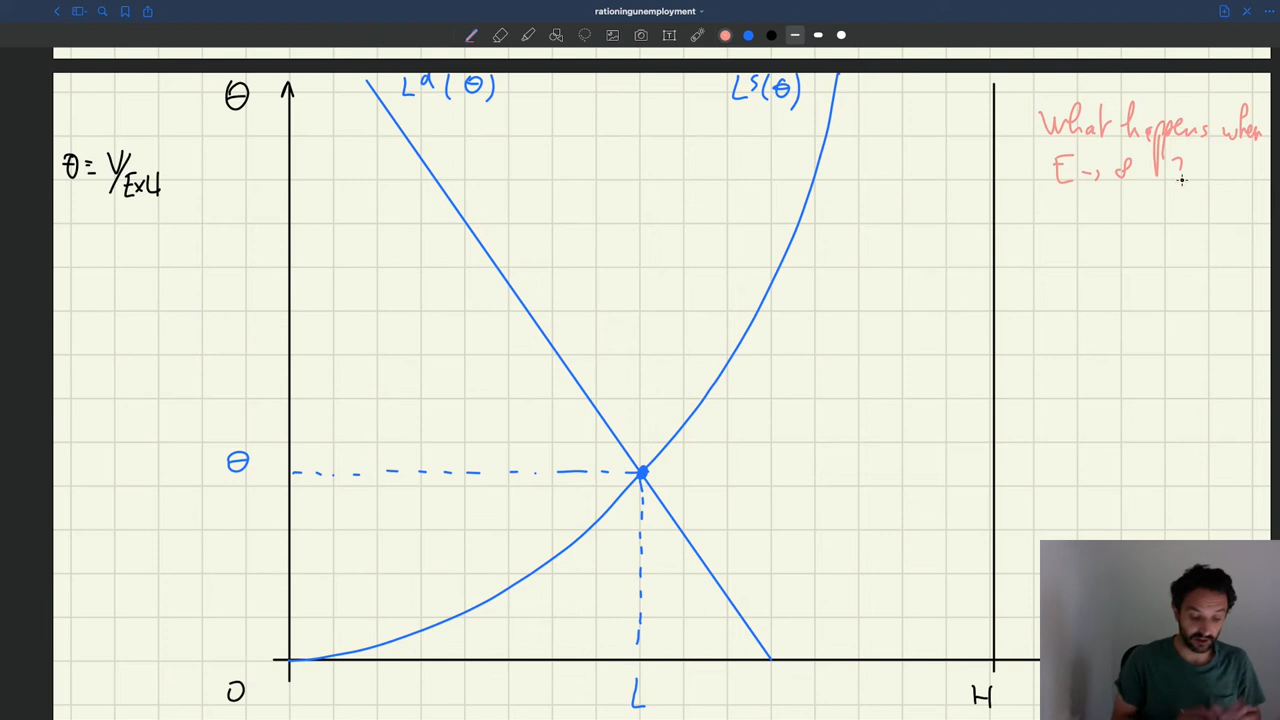 rationingunemployment
θ
L^d(θ)
L^s(θ)
What happens when
E → ∞ ?
θ = V/E×U
θ
0
L
H